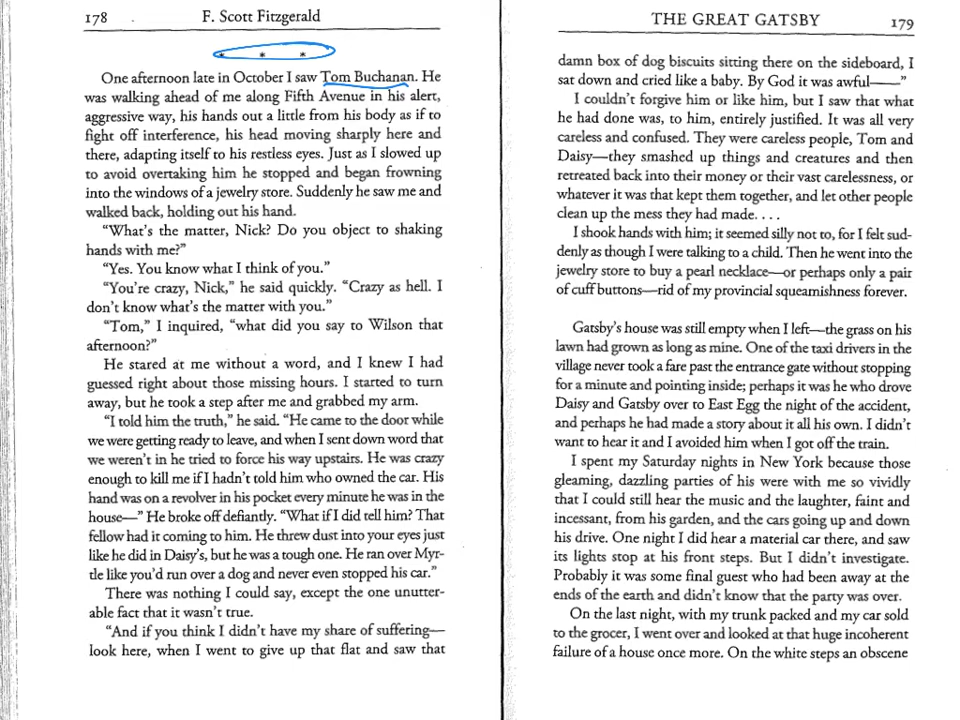 178
F. Scott Fitzgerald
* * *
One afternoon late in October I saw Tom Buchanan. He
was walking ahead of me along Fifth Avenue in his alert,
aggressive way, his hands out a little from his body as if to
fight off interference, his head moving sharply here and
there, adapting itself to his restless eyes. Just as I slowed up
to avoid overtaking him he stopped and began frowning
into the windows of a jewelry store. Suddenly he saw me and
walked back, holding out his hand.
“What’s the matter, Nick? Do you object to shaking
hands with me?”
“Yes. You know what I think of you.”
“You’re crazy, Nick,” he said quickly. “Crazy as hell. I
don’t know what’s the matter with you.”
“Tom,” I inquired, “what did you say to Wilson that
afternoon?”
He stared at me without a word, and I knew I had
guessed right about those missing hours. I started to turn
away, but he took a step after me and grabbed my arm.
“I told him the truth,” he said. “He came to the door while
we were getting ready to leave, and when I sent down word that
we weren’t in he tried to force his way upstairs. He was crazy
enough to kill me if I hadn’t told him who owned the car. His
hand was on a revolver in his pocket every minute he was in the
house—” He broke off defiantly. “What if I did tell him? That
fellow had it coming to him. He threw dust into your eyes just
like he did in Daisy’s, but he was a tough one. He ran over Myr-
tle like you’d run over a dog and never even stopped his car.”
There was nothing I could say, except the one unutter-
able fact that it wasn’t true.
“And if you think I didn’t have my share of suffering—
look here, when I went to give up that flat and saw that
THE GREAT GATSBY
179
damn box of dog biscuits sitting there on the sideboard, I
sat down and cried like a baby. By God it was awful——”
I couldn’t forgive him or like him, but I saw that what
he had done was, to him, entirely justified. It was all very
careless and confused. They were careless people, Tom and
Daisy—they smashed up things and creatures and then
retreated back into their money or their vast carelessness, or
whatever it was that kept them together, and let other people
clean up the mess they had made. . . .
I shook hands with him; it seemed silly not to, for I felt sud-
denly as though I were talking to a child. Then he went into the
jewelry store to buy a pearl necklace—or perhaps only a pair
of cuff buttons—rid of my provincial squeamishness forever.
Gatsby’s house was still empty when I left—the grass on his
lawn had grown as long as mine. One of the taxi drivers in the
village never took a fare past the entrance gate without stopping
for a minute and pointing inside; perhaps it was he who drove
Daisy and Gatsby over to East Egg the night of the accident,
and perhaps he had made a story about it all his own. I didn’t
want to hear it and I avoided him when I got off the train.
I spent my Saturday nights in New York because those
gleaming, dazzling parties of his were with me so vividly
that I could still hear the music and the laughter, faint and
incessant, from his garden, and the cars going up and down
his drive. One night I did hear a material car there, and saw
its lights stop at his front steps. But I didn’t investigate.
Probably it was some final guest who had been away at the
ends of the earth and didn’t know that the party was over.
On the last night, with my trunk packed and my car sold
to the grocer, I went over and looked at that huge incoherent
failure of a house once more. On the white steps an obscene